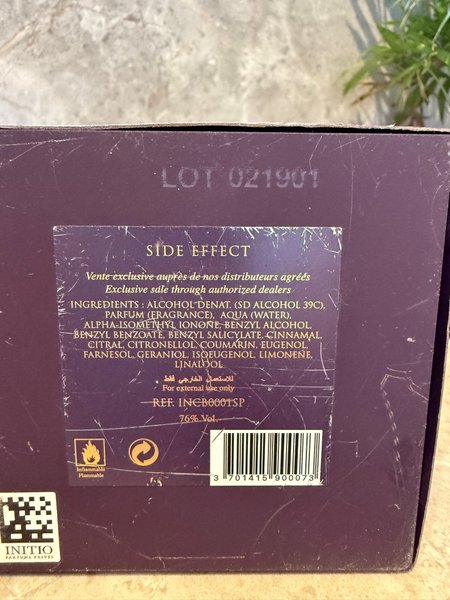 LOT 021901
SIDE EFFECT
Vente exclusive auprès de nos distributeurs agréés
Exclusive sale through authorized dealers
INGREDIENTS : ALCOHOL DENAT. (SD ALCOHOL 39C),
PARFUM (FRAGRANCE), AQUA (WATER),
ALPHA-ISOMETHYL IONONE, BENZYL ALCOHOL,
BENZYL BENZOATE, BENZYL SALICYLATE, CINNAMAL,
CITRAL, CITRONELLOL, COUMARIN, EUGENOL,
FARNESOL, GERANIOL, ISOEUGENOL, LIMONENE,
LINALOOL
للاستعمال الخارجي فقط
For external use only
REF. INCB0001SP
76% Vol.
Inflammable
Flammable
3 701415 900073
INITIO
PARFUMS PRIVÉS